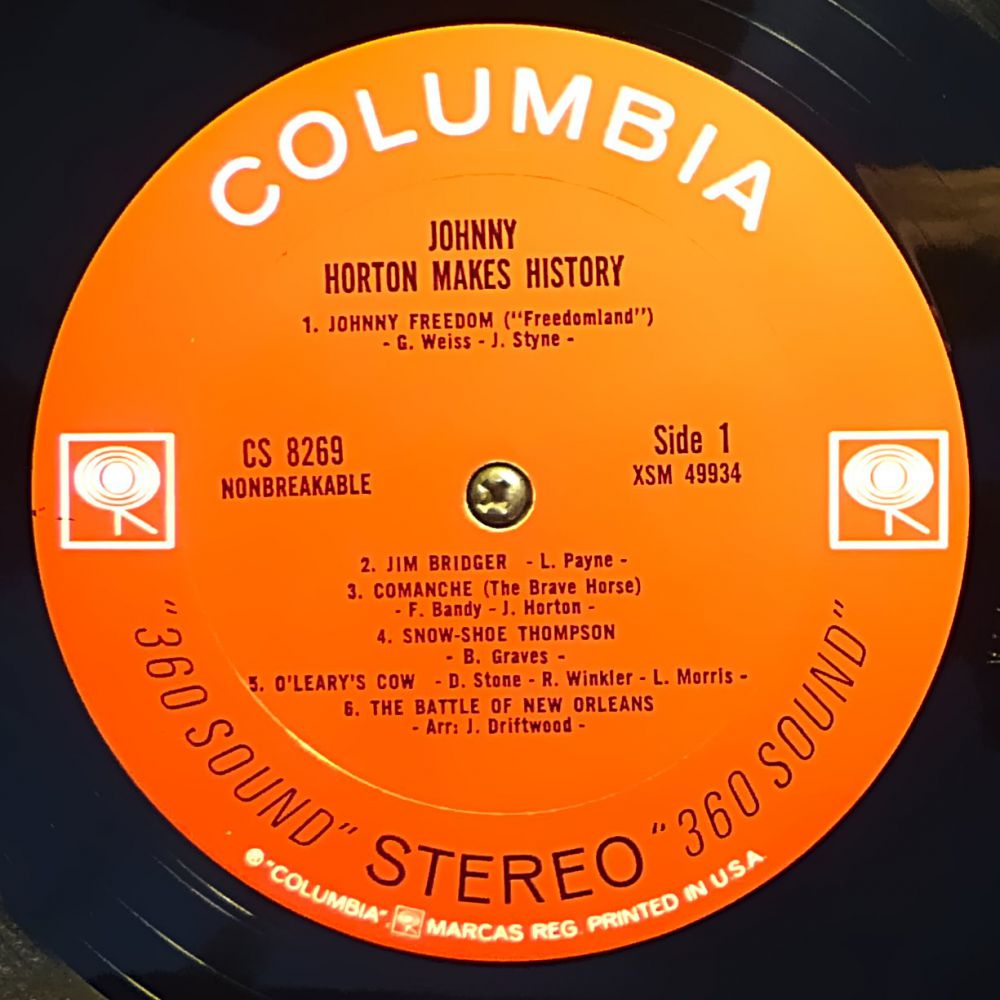 COLUMBIA
JOHNNY
HORTON MAKES HISTORY
1. JOHNNY FREEDOM ("Freedomland")
- G. Weiss - J. Styne -
CS 8269
NONBREAKABLE
Side 1
XSM 49934
2. JIM BRIDGER - L. Payne -
3. COMANCHE (The Brave Horse)
- F. Bandy - J. Horton -
4. SNOW-SHOE THOMPSON
- B. Graves -
5. O'LEARY'S COW - D. Stone - R. Winkler - L. Morris -
6. THE BATTLE OF NEW ORLEANS
- Arr: J. Driftwood -
"360 SOUND" STEREO "360 SOUND"
® "COLUMBIA", MARCAS REG. PRINTED IN U.S.A.